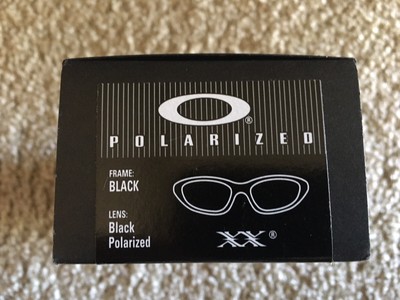 O®
POLARIZED
FRAME:
BLACK
LENS:
Black
Polarized
XX®